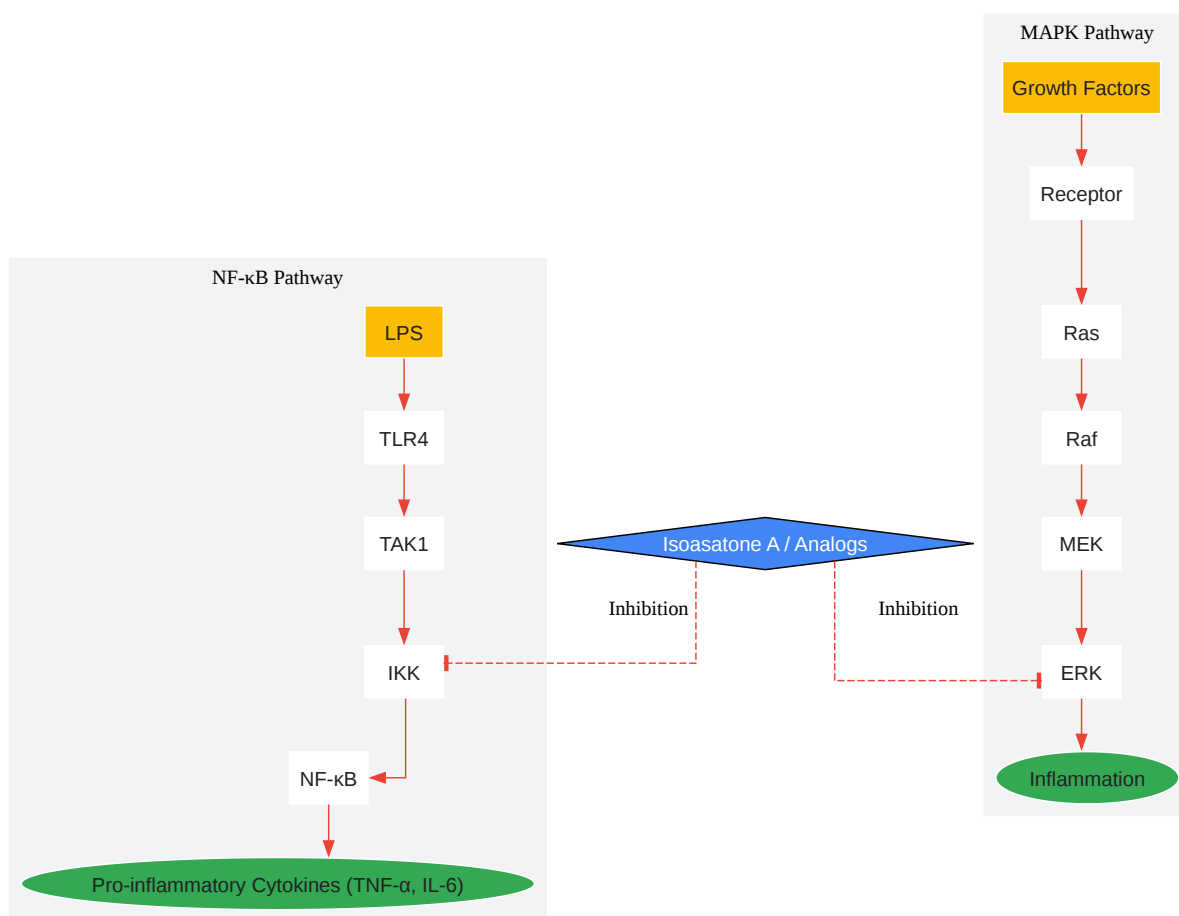 NF-κB Pathway
LPS
TLR4
TAK1
IKK
NF-κB
Pro-inflammatory Cytokines (TNF-α, IL-6)
Isoasatone A / Analogs
Inhibition
Inhibition
MAPK Pathway
Growth Factors
Receptor
Ras
Raf
MEK
ERK
Inflammation